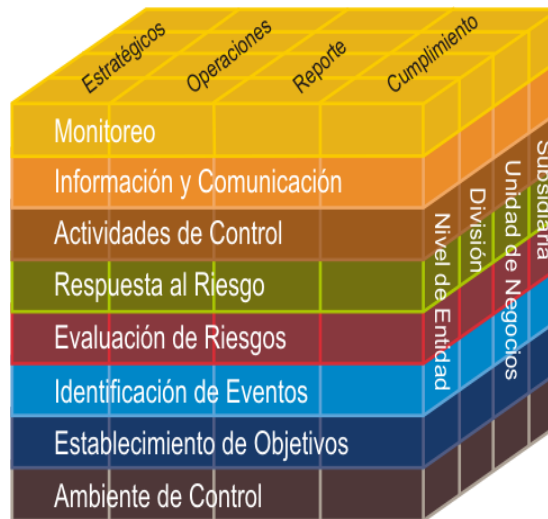 Estratégicos
Operaciones
Reporte
Cumplimiento
Monitoreo
Información y Comunicación
Actividades de Control
Respuesta al Riesgo
Evaluación de Riesgos
Identificación de Eventos
Establecimiento de Objetivos
Ambiente de Control
Nivel de Entidad
División
Unidad de Negocios
Subsidiaria